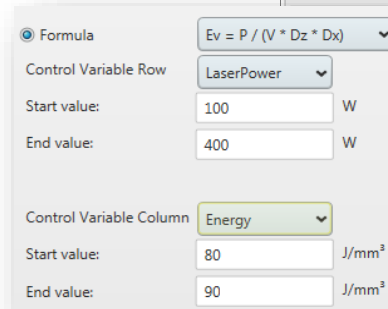 Formula Ev = P / (V * Dz * Dx)
Control Variable Row LaserPower
Start value: 100 W
End value: 400 W
Control Variable Column Energy
Start value: 80 J/mm³
End value: 90 J/mm³